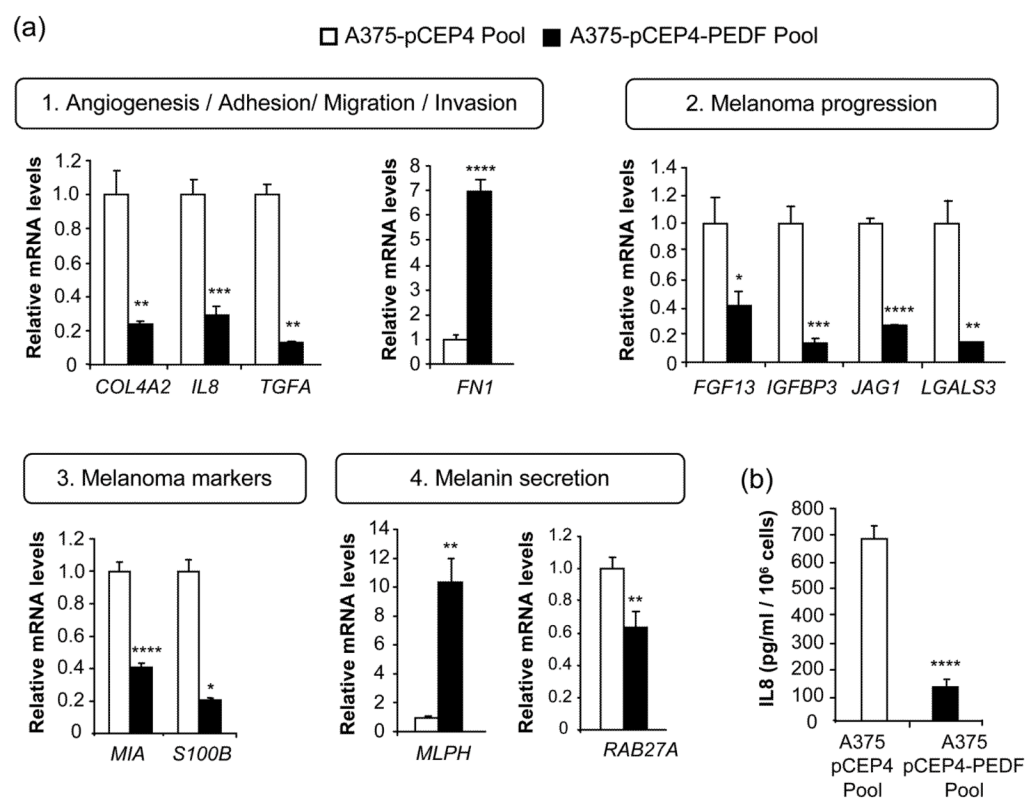 (a)
A375-pCEP4 Pool A375-pCEP4-PEDF Pool
1. Angiogenesis / Adhesion/ Migration / Invasion
2. Melanoma progression
Relative mRNA levels
1.2
1.0
0.8
0.6
0.4
0.2
0
** *** **
COL4A2 IL8 TGFA
Relative mRNA levels
8
7
6
5
4
3
2
1
0
****
FN1
Relative mRNA levels
1.4
1.2
1.0
0.8
0.6
0.4
0.2
0
* *** **** **
FGF13 IGFBP3 JAG1 LGALS3
3. Melanoma markers
4. Melanin secretion
(b)
Relative mRNA levels
1.2
1.0
0.8
0.6
0.4
0.2
0
**** *
MIA S100B
Relative mRNA levels
14
12
10
8
6
4
2
0
**
MLPH
Relative mRNA levels
1.2
1.0
0.8
0.6
0.4
0.2
0
**
RAB27A
IL8 (pg/ml / 10⁶ cells)
800
700
600
500
400
300
200
100
0
****
A375 A375
pCEP4 pCEP4-PEDF
Pool Pool